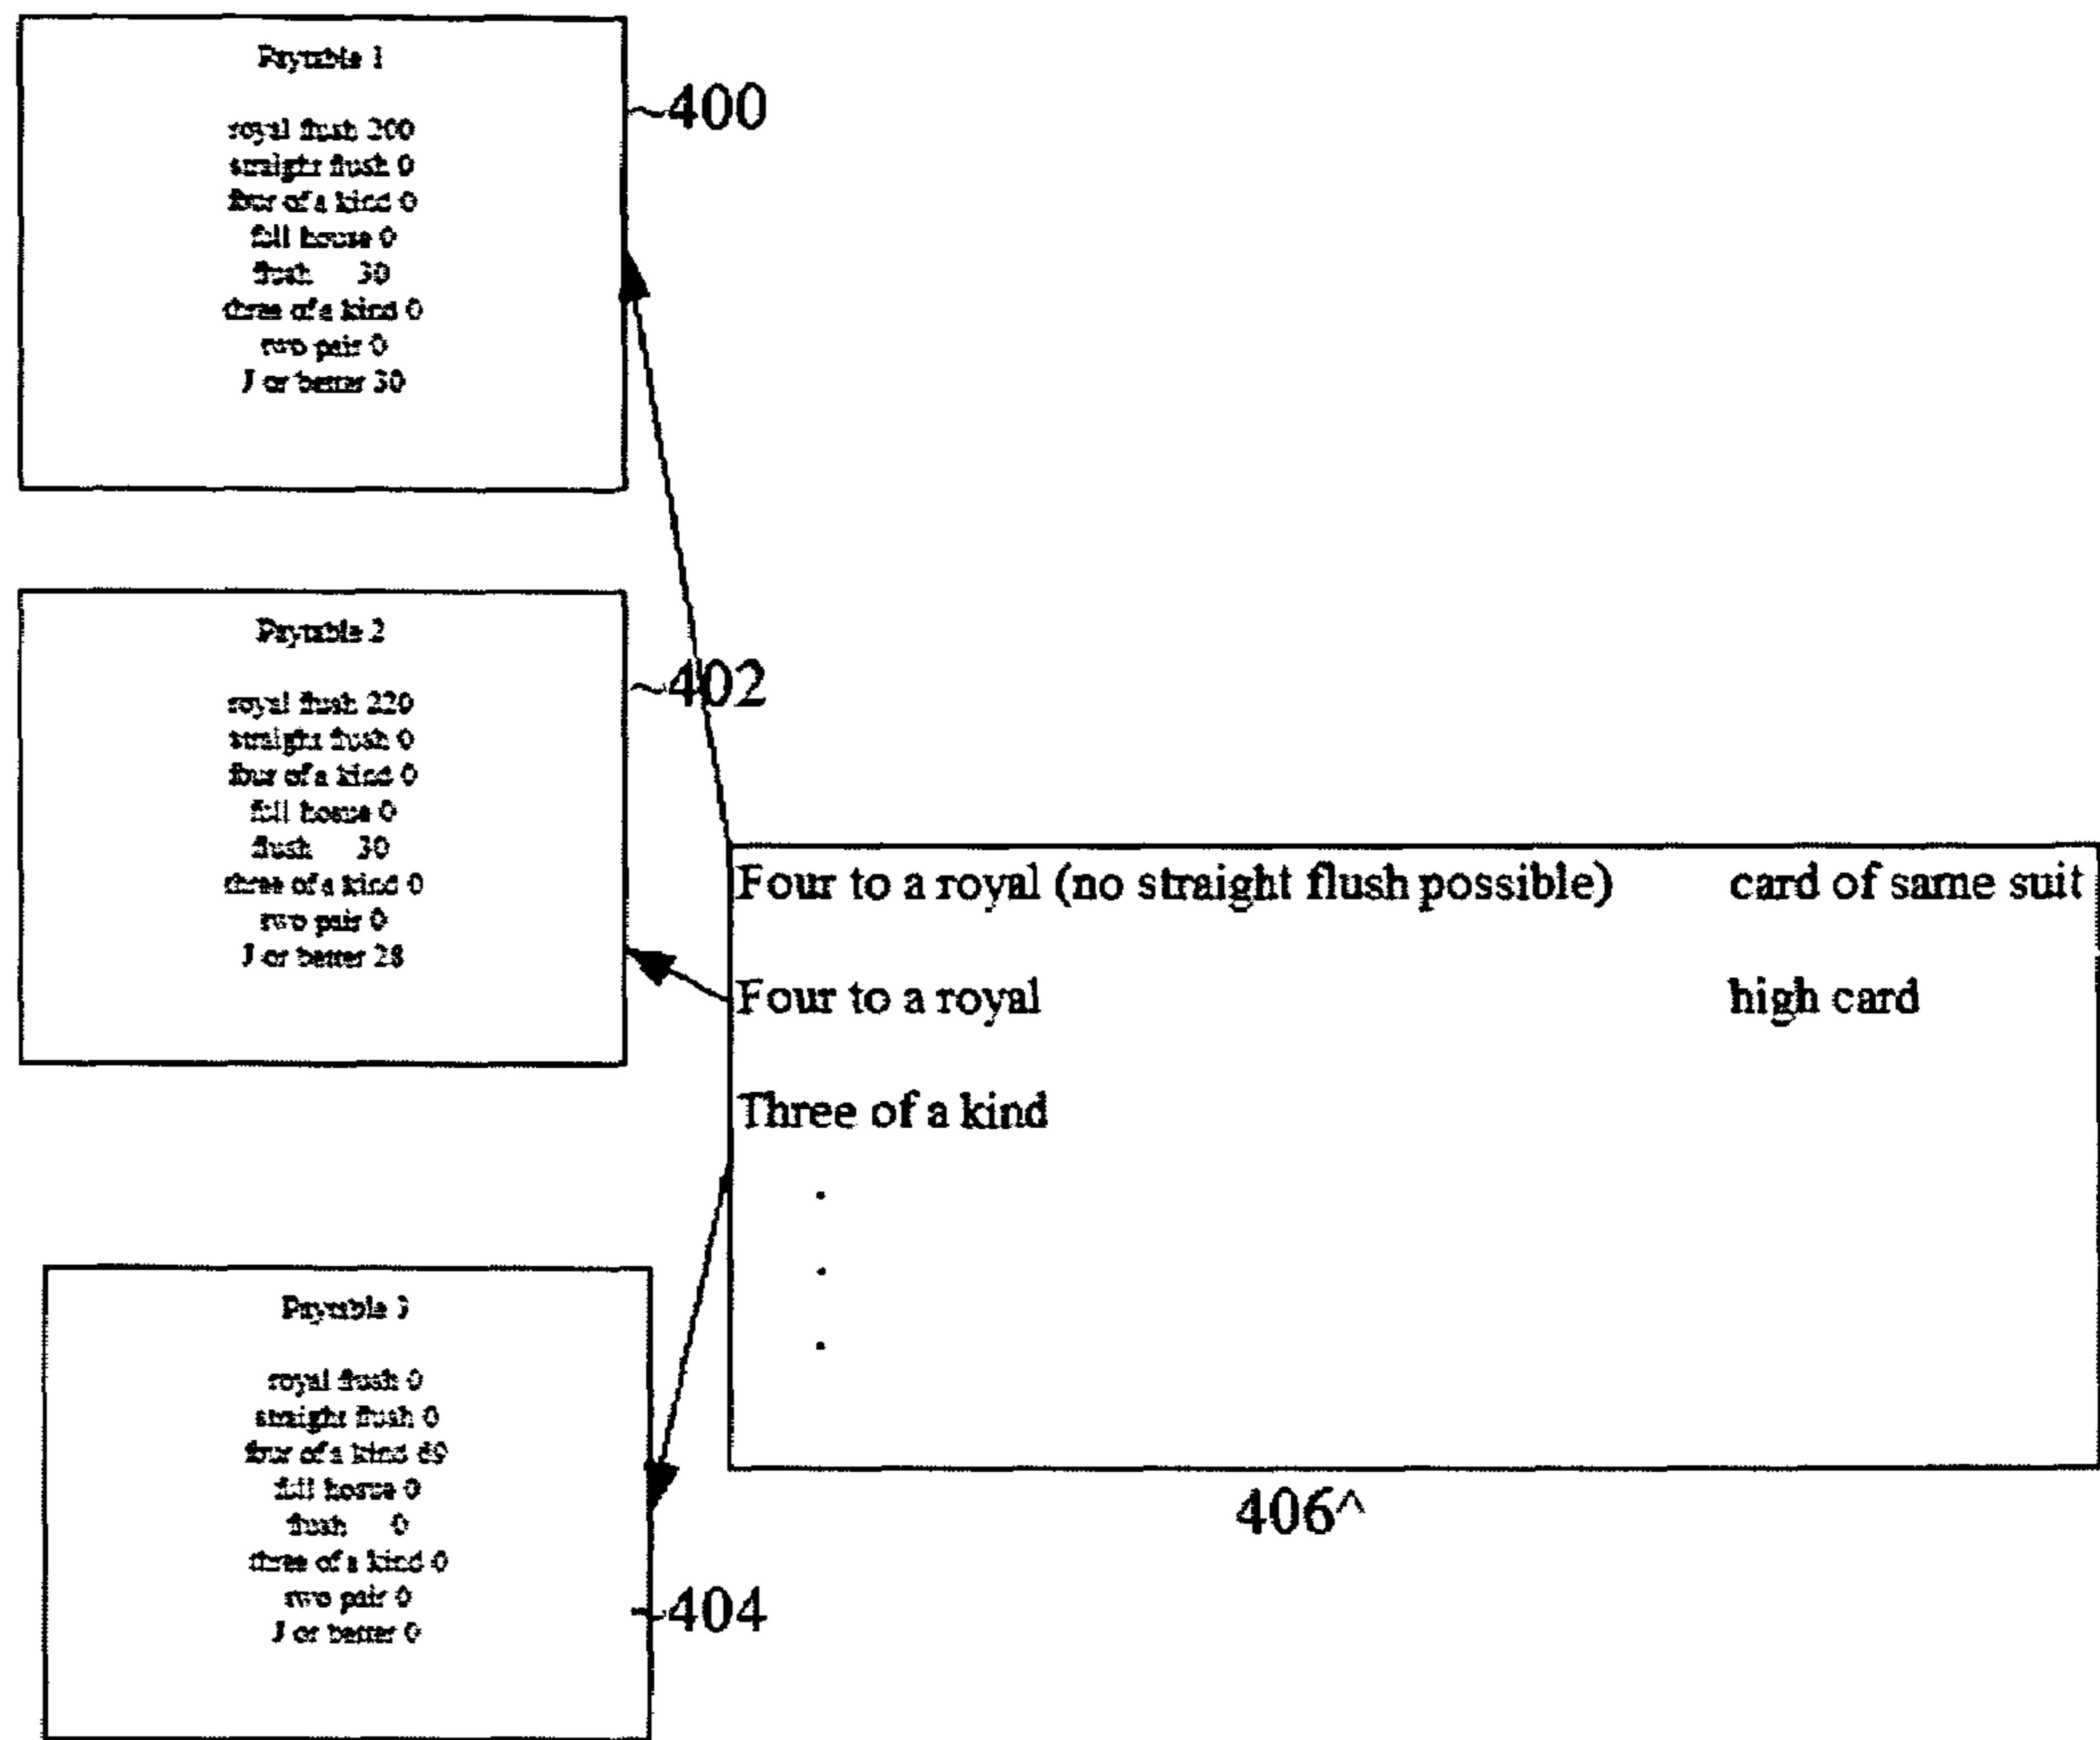 Paytable 1
royal flush 200
straight flush 0
four of a kind 0
full house 0
flush 30
three of a kind 0
two pair 0
J or better 30
400
Paytable 2
royal flush 220
straight flush 0
four of a kind 0
full house 0
flush 30
three of a kind 0
two pair 0
J or better 28
402
Four to a royal (no straight flush possible) card of same suit
Four to a royal high card
Three of a kind
.
.
.
406^
Paytable 3
royal flush 0
straight flush 0
four of a kind
full house 0
flush 0
three of a kind 0
two pair 0
J or better 0
404